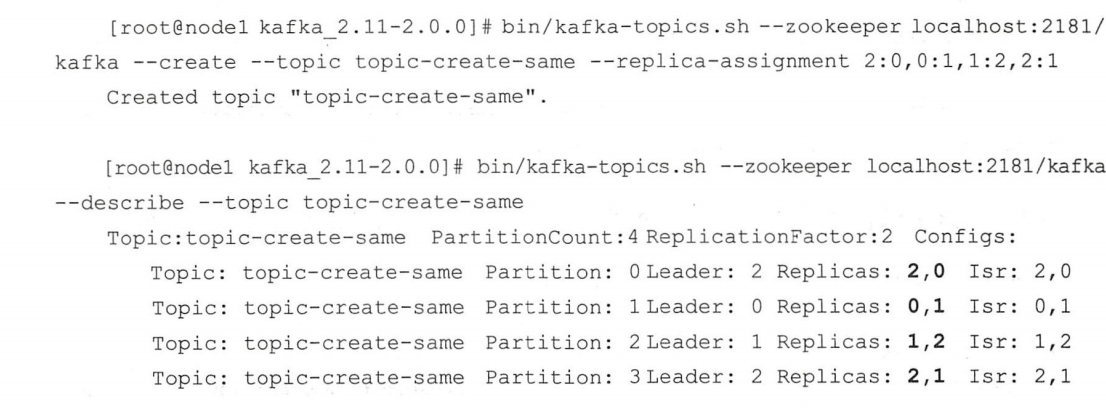 [root@node1 kafka_2.11-2.0.0]# bin/kafka-topics.sh --zookeeper localhost:2181/
kafka --create --topic topic-create-same --replica-assignment 2:0,0:1,1:2,2:1
Created topic "topic-create-same".
[root@node1 kafka_2.11-2.0.0]# bin/kafka-topics.sh --zookeeper localhost:2181/kafka
--describe --topic topic-create-same
Topic:topic-create-same PartitionCount:4 ReplicationFactor:2 Configs:
Topic: topic-create-same Partition: 0 Leader: 2 Replicas: 2,0 Isr: 2,0
Topic: topic-create-same Partition: 1 Leader: 0 Replicas: 0,1 Isr: 0,1
Topic: topic-create-same Partition: 2 Leader: 1 Replicas: 1,2 Isr: 1,2
Topic: topic-create-same Partition: 3 Leader: 2 Replicas: 2,1 Isr: 2,1